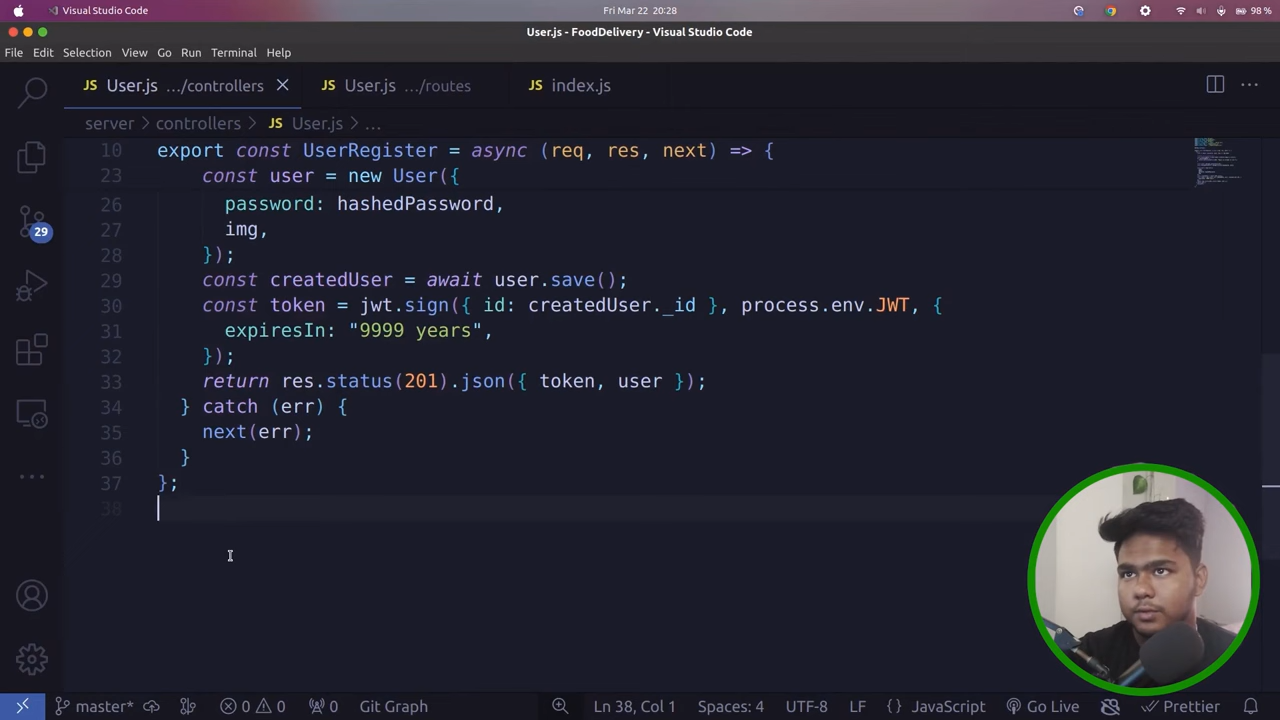 Visual Studio Code
Fri Mar 22 20:28
98 %
User.js - FoodDelivery - Visual Studio Code
File Edit Selection View Go Run Terminal Help
JS User.js .../controllers
JS User.js .../routes
JS index.js
server > controllers > JS User.js > ...
10 export const UserRegister = async (req, res, next) => {
23 const user = new User({
26 password: hashedPassword,
27 img,
28 });
29 const createdUser = await user.save();
30 const token = jwt.sign({ id: createdUser._id }, process.env.JWT, {
31 expiresIn: "9999 years",
32 });
33 return res.status(201).json({ token, user });
34 } catch (err) {
35 next(err);
36 }
37 };
38
29
master* 0 0 0 Git Graph Ln 38, Col 1 Spaces: 4 UTF-8 LF {} JavaScript Go Live Prettier